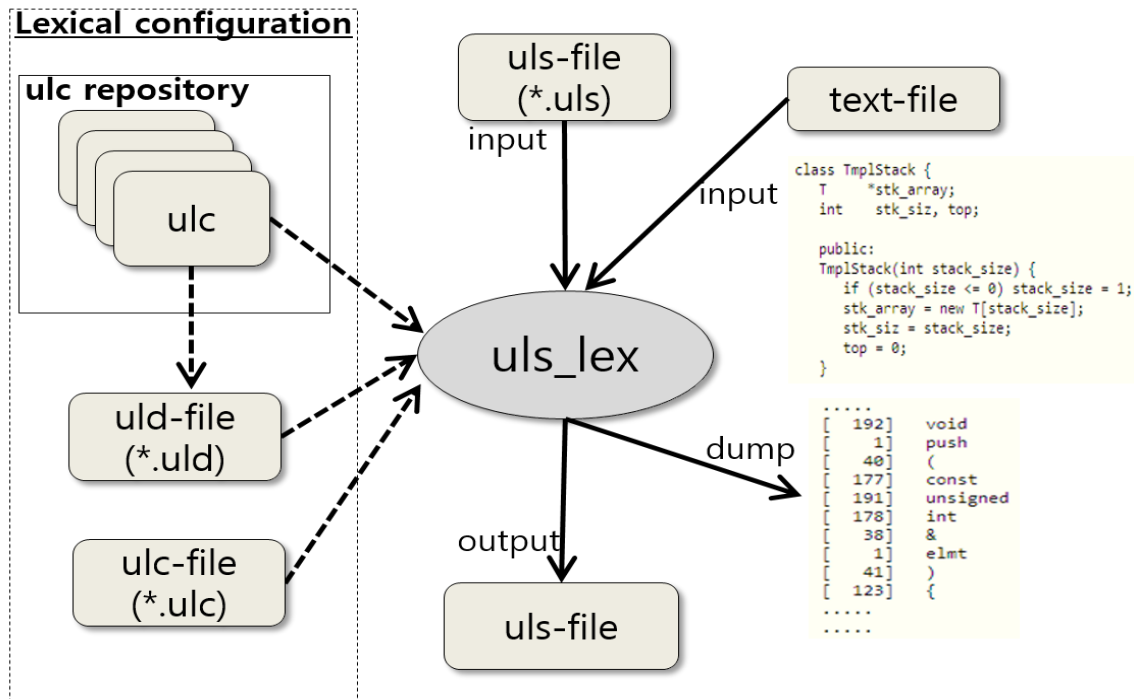 Lexical configuration
ulc repository
ulc
uld-file
(*.uld)
ulc-file
(*.ulc)
uls-file
(*.uls)
text-file
input
input
uls_lex
dump
output
uls-file
class TmplStack {
   T     *stk_array;
   int    stk_siz, top;

   public:
   TmplStack(int stack_size) {
      if (stack_size <= 0) stack_size = 1;
      stk_array = new T[stack_size];
      stk_siz = stack_size;
      top = 0;
   }
.....
[  192]   void
[    1]   push
[   40]   (
[  177]   const
[  191]   unsigned
[  178]   int
[   38]   &
[    1]   elmt
[   41]   )
[  123]   {
.....
.....